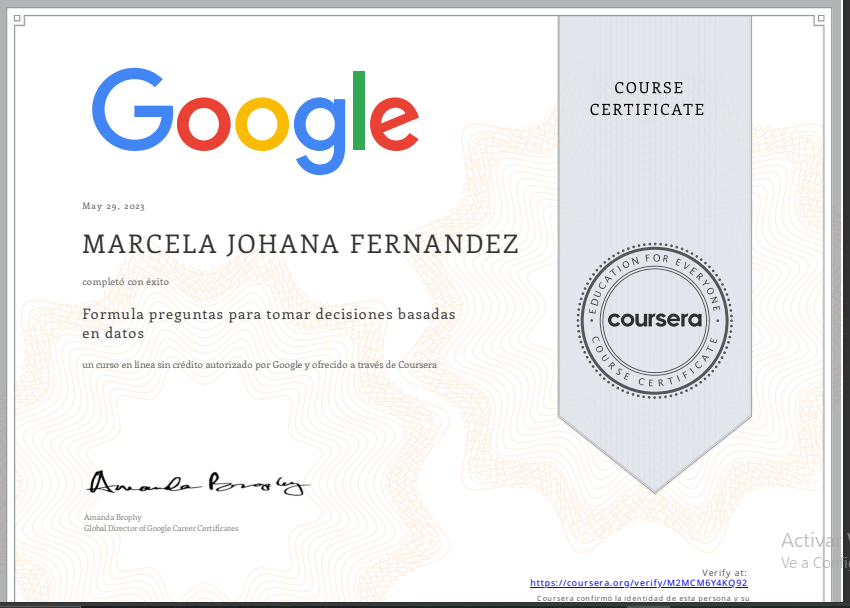 Google
COURSE
CERTIFICATE
May 29, 2023
MARCELA JOHANA FERNANDEZ
completó con éxito
Formula preguntas para tomar decisiones basadas
en datos
un curso en línea sin crédito autorizado por Google y ofrecido a través de Coursera
EDUCATION FOR EVERYONE
coursera
COURSE CERTIFICATE
Amanda Brophy
Amanda Brophy
Global Director of Google Career Certificates
Activar
Ve a
Verify at:
https://coursera.org/verify/M2MCM6Y4KQ92
Coursera confirmó la identidad de esta persona y su